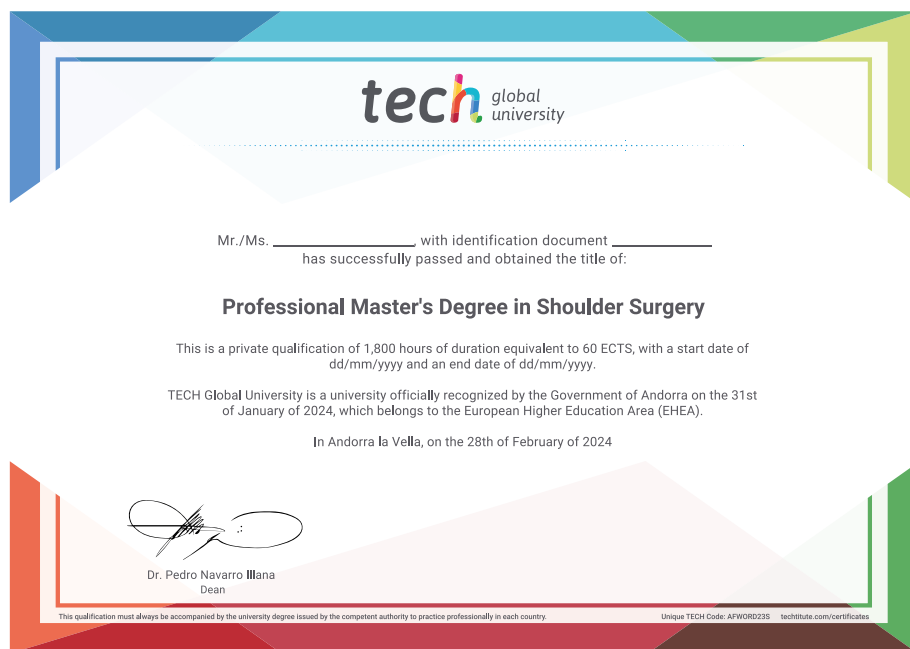 tech global university
Mr./Ms. ____________________, with identification document ______________
has successfully passed and obtained the title of:
Professional Master's Degree in Shoulder Surgery
This is a private qualification of 1,800 hours of duration equivalent to 60 ECTS, with a start date of
dd/mm/yyyy and an end date of dd/mm/yyyy.
TECH Global University is a university officially recognized by the Government of Andorra on the 31st
of January of 2024, which belongs to the European Higher Education Area (EHEA).
In Andorra la Vella, on the 28th of February of 2024
Dr. Pedro Navarro Illana
Dean
This qualification must always be accompanied by the university degree issued by the competent authority to practice professionally in each country.
Unique TECH Code: AFWORD23S techtitute.com/certificates